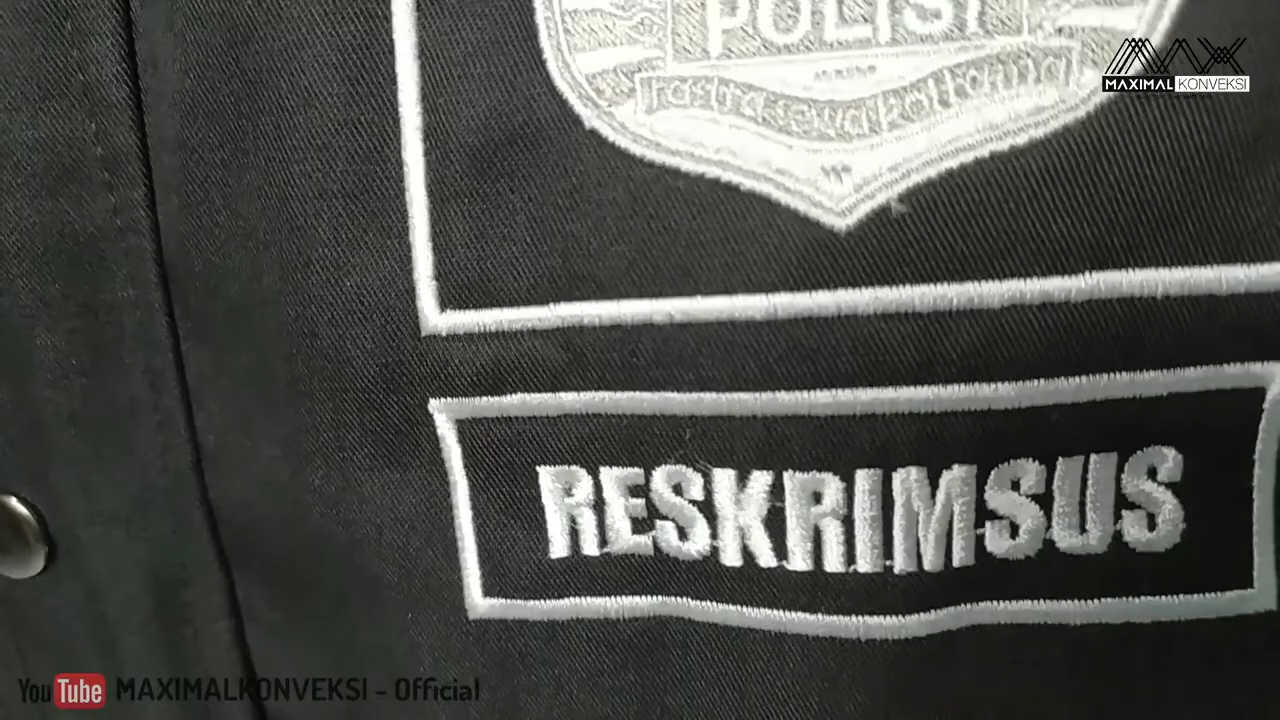 POLISI
MAXIMAL KONVEKSI
RESKRIMSUS
YouTube MAXIMALKONVEKSI - Official